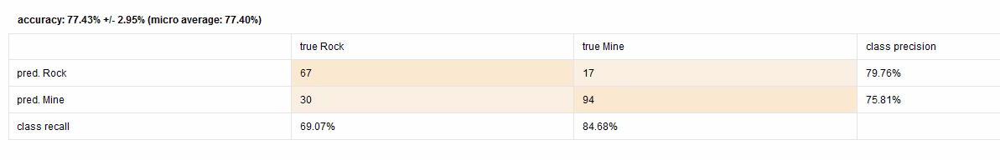 accuracy: 77.43% +/- 2.95% (micro average: 77.40%)
true Rock true Mine class precision
pred. Rock 67 17 79.76%
pred. Mine 30 94 75.81%
class recall 69.07% 84.68%